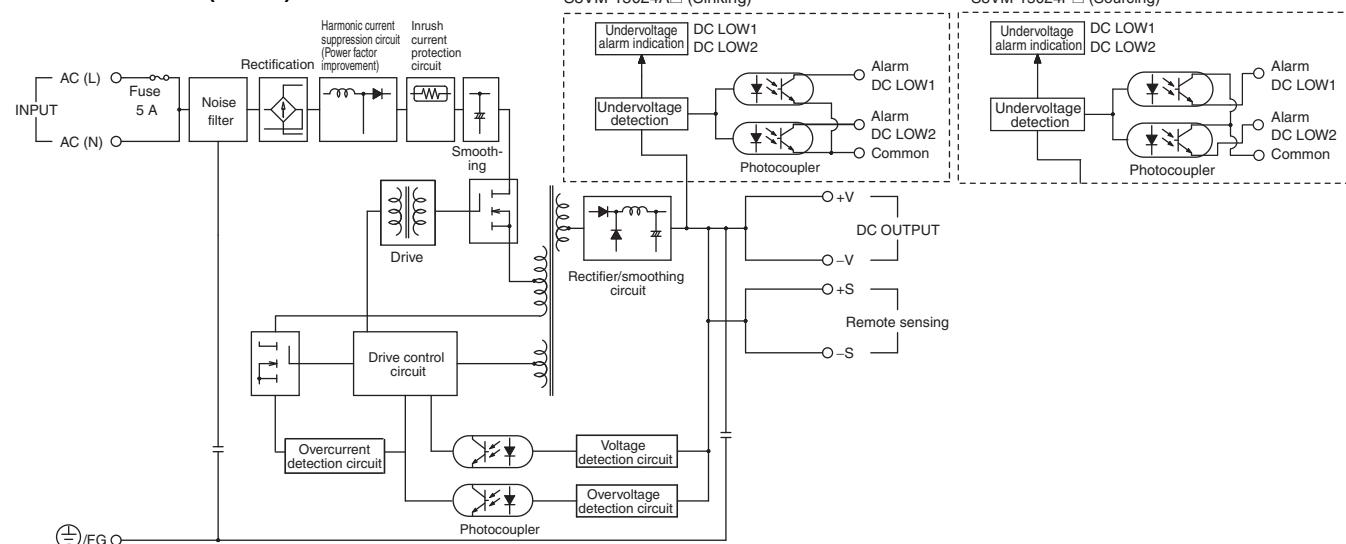 Harmonic current
suppression circuit
(Power factor
improvement)
Inrush
current
protection
circuit
Rectification
INPUT
AC (L)
Fuse
5 A
AC (N)
Noise
filter
Smooth-
ing
Drive
Rectifier/smoothing
circuit
Drive control
circuit
Overcurrent
detection circuit
Voltage
detection circuit
Overvoltage
detection circuit
Photocoupler
/FG
(Sinking)
Undervoltage
alarm indication
DC LOW1
DC LOW2
Undervoltage
detection
Alarm
DC LOW1
Alarm
DC LOW2
Common
Photocoupler
(Sourcing)
Undervoltage
alarm indication
DC LOW1
DC LOW2
Undervoltage
detection
Alarm
DC LOW1
Alarm
DC LOW2
Common
Photocoupler
+V
DC OUTPUT
−V
+S
Remote sensing
−S